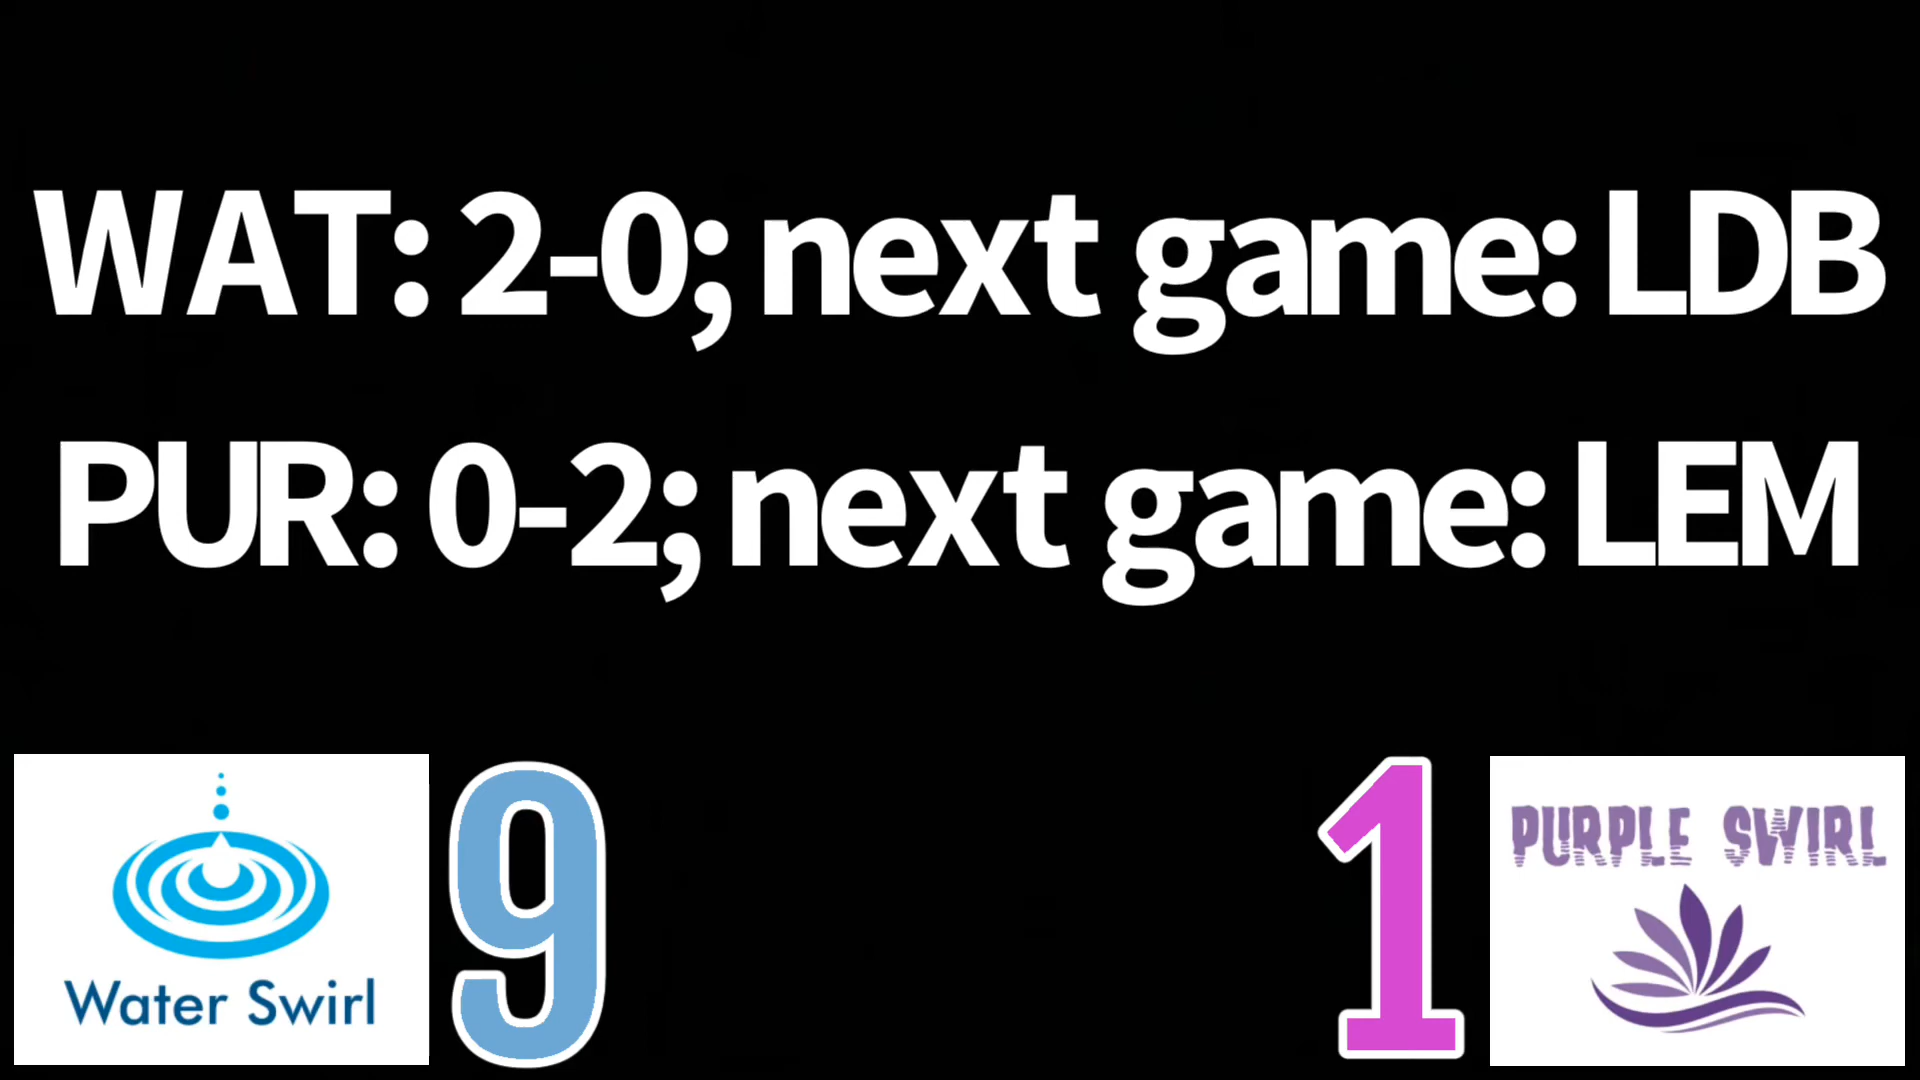 WAT: 2-0; next game: LDB
PUR: 0-2; next game: LEM
Water Swirl
9
1
PURPLE SWIRL